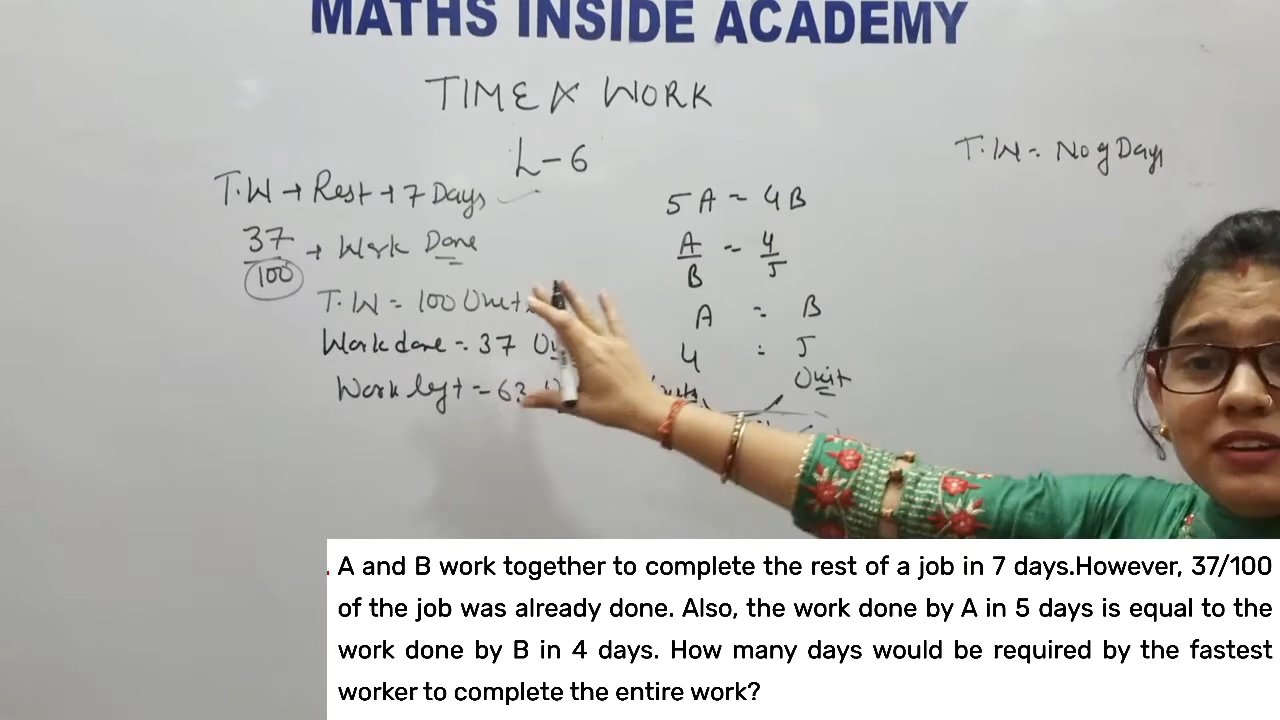 MATHS INSIDE ACADEMY
TIME & WORK
L-6
T.W = No of Days
T.W → Rest → 7 Days
37/100 → Work Done
T.W = 100 Unit
Work done = 37
Work left = 63
5A = 4B
A/B = 4/5
A : B
4 : 5
Unit
. A and B work together to complete the rest of a job in 7 days.However, 37/100
of the job was already done. Also, the work done by A in 5 days is equal to the
work done by B in 4 days. How many days would be required by the fastest
worker to complete the entire work?